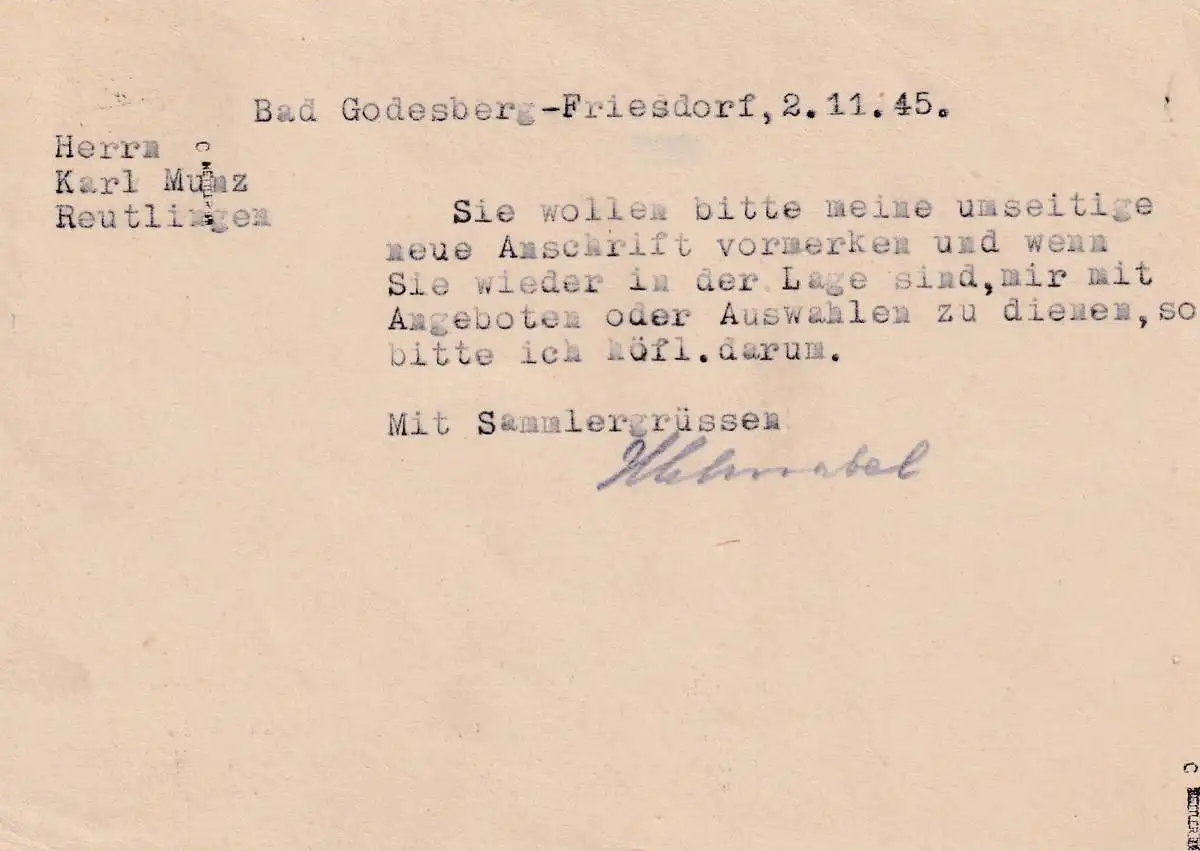 Bad Godesberg-Friesdorf,2.11.45.
Herrn
Karl Munz
Reutlingen
Sie wollen bitte meine umseitige
neue Anschrift vormerken und wenn
Sie wieder in der Lage sind,mir mit
Angeboten oder Auswahlen zu dienen,so
bitte ich höfl.darum.
Mit Sammlergrüssen